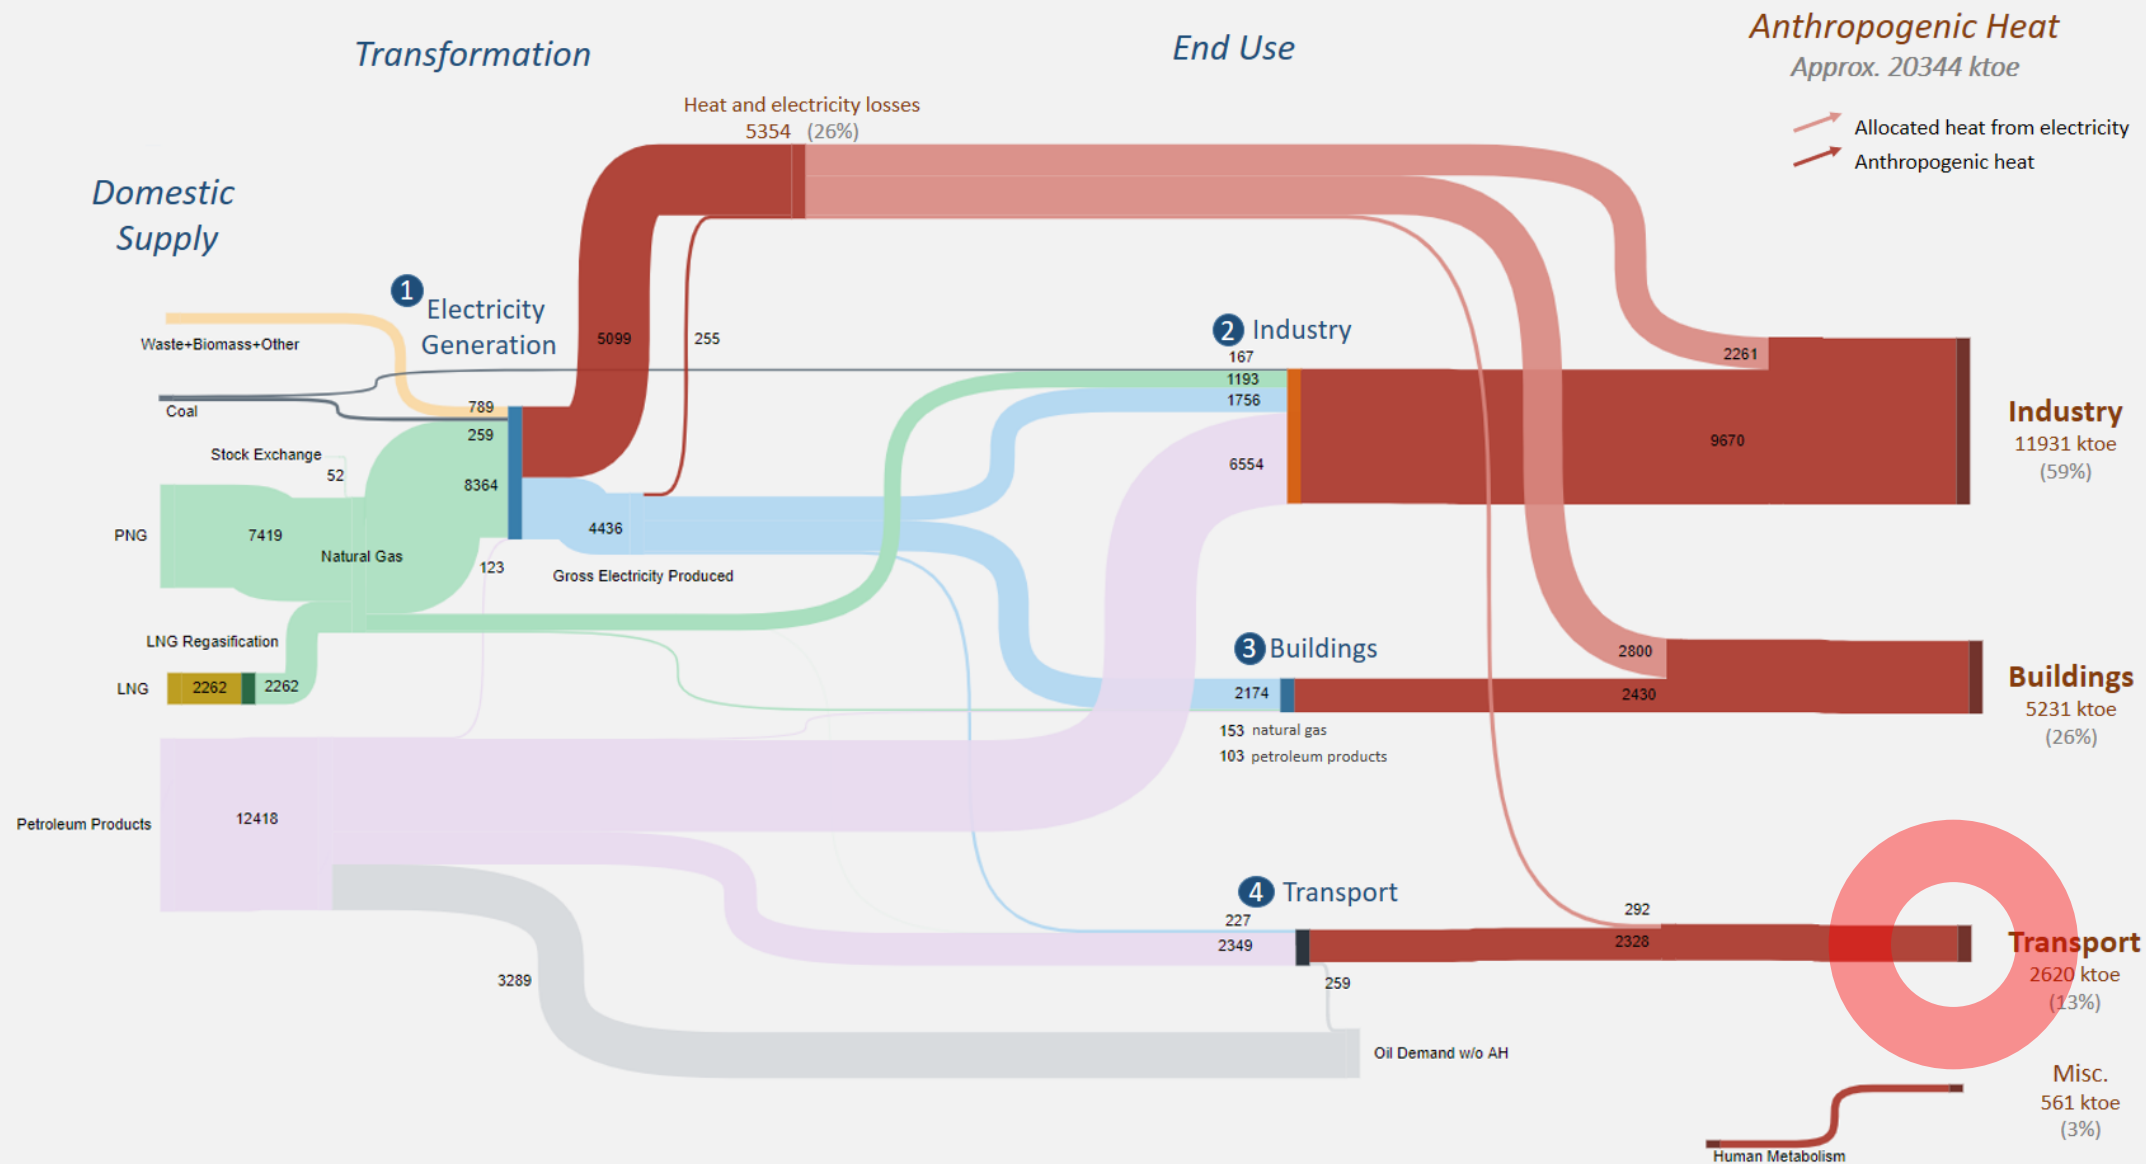 Transformation
End Use
Anthropogenic Heat
Approx. 20344 ktoe
Allocated heat from electricity
Anthropogenic heat
Heat and electricity losses
5354 (26%)
Domestic
Supply
1 Electricity
Generation
5099
255
Waste+Biomass+Other
Coal
789
259
Stock Exchange
52
8364
PNG
7419
Natural Gas
4436
123
Gross Electricity Produced
LNG Regasification
LNG
2262
2262
Petroleum Products
12418
3289
2 Industry
167
1193
1756
6554
3 Buildings
2174
153 natural gas
103 petroleum products
4 Transport
227
2349
259
Oil Demand w/o AH
2261
9670
Industry
11931 ktoe
(59%)
2800
2430
Buildings
5231 ktoe
(26%)
292
2328
Transport
2620 ktoe
(13%)
Misc.
561 ktoe
(3%)
Human Metabolism